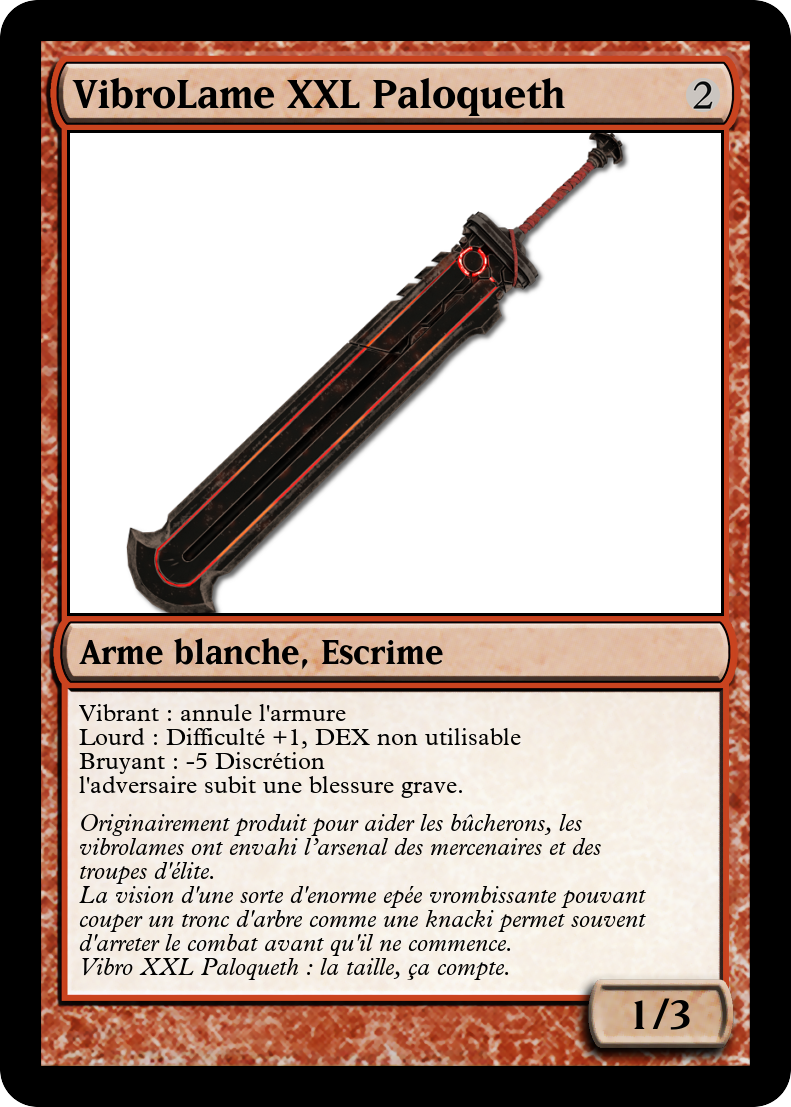 VibroLame XXL Paloqueth
2
Arme blanche, Escrime
Vibrant : annule l'armure
Lourd : Difficulté +1, DEX non utilisable
Bruyant : -5 Discrétion
l'adversaire subit une blessure grave.
Originairement produit pour aider les bûcherons, les
vibrolames ont envahi l’arsenal des mercenaires et des
troupes d'élite.
La vision d'une sorte d'enorme epée vrombissante pouvant
couper un tronc d'arbre comme une knacki permet souvent
d'arreter le combat avant qu'il ne commence.
Vibro XXL Paloqueth : la taille, ça compte.
1/3